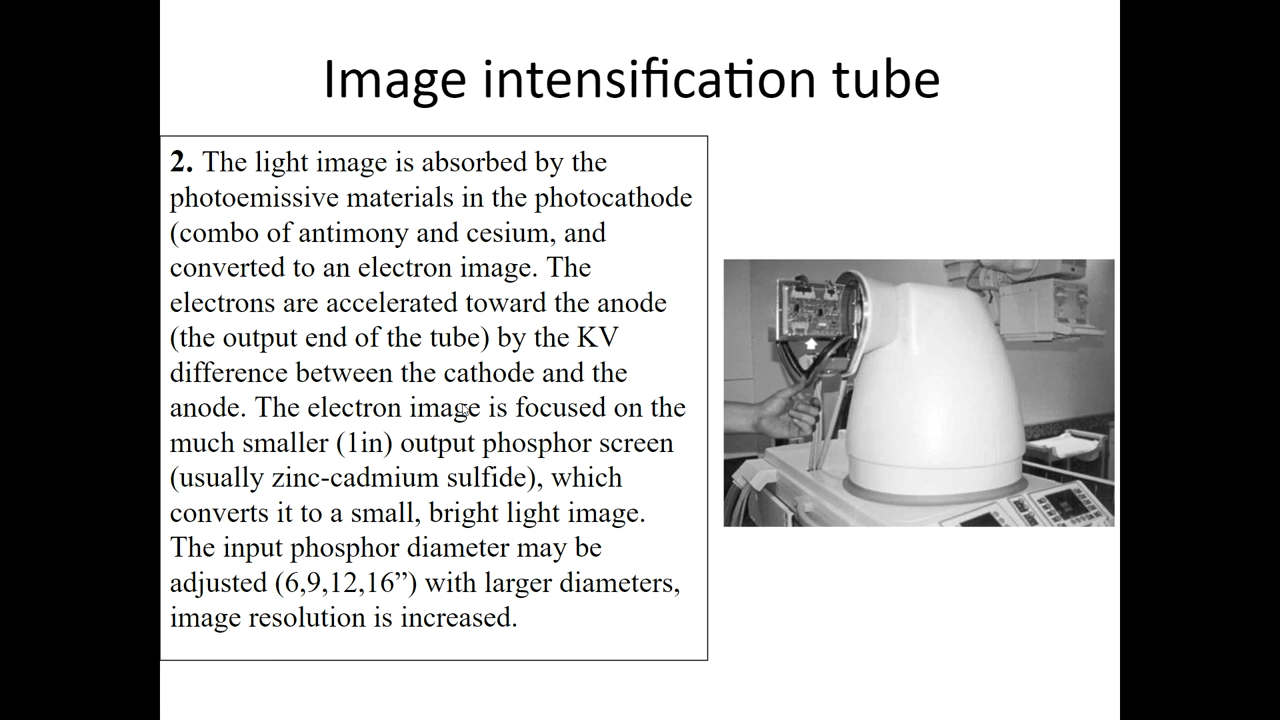 Image intensification tube
2. The light image is absorbed by the
photoemissive materials in the photocathode
(combo of antimony and cesium, and
converted to an electron image. The
electrons are accelerated toward the anode
(the output end of the tube) by the KV
difference between the cathode and the
anode. The electron image is focused on the
much smaller (1in) output phosphor screen
(usually zinc-cadmium sulfide), which
converts it to a small, bright light image.
The input phosphor diameter may be
adjusted (6,9,12,16”) with larger diameters,
image resolution is increased.